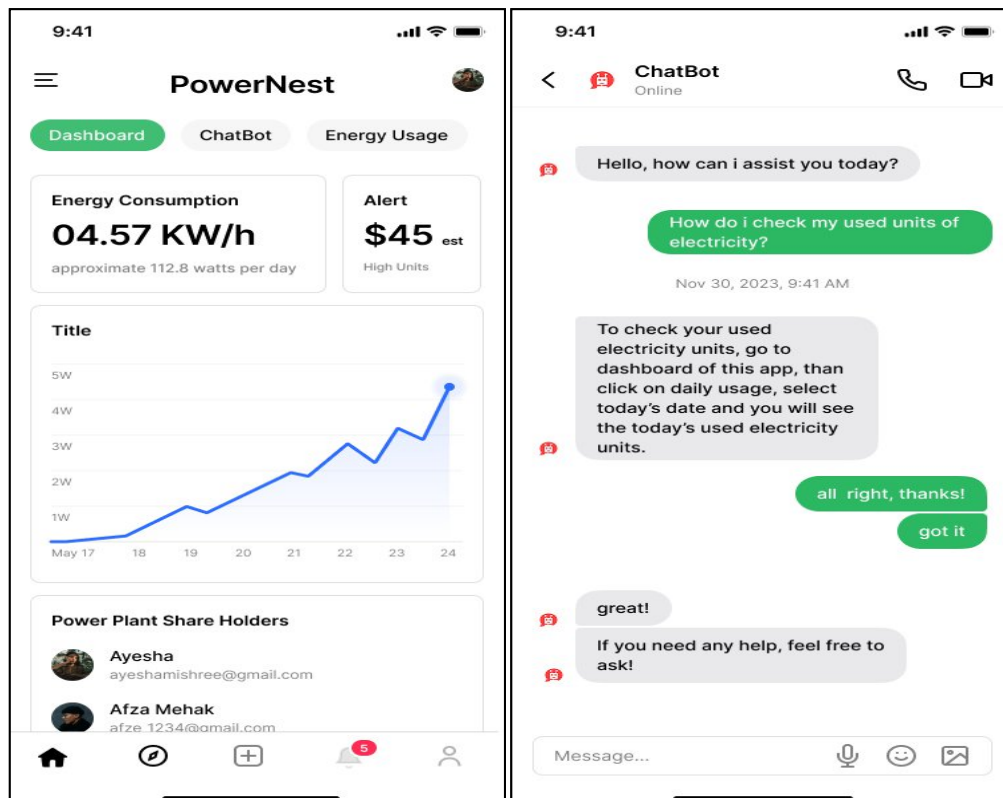 9:41
PowerNest
Dashboard
ChatBot
Energy Usage
Energy Consumption
04.57 KW/h
approximate 112.8 watts per day
Alert
$45 est
High Units
Title
5W
4W
3W
2W
1W
May 17 18 19 20 21 22 23 24
Power Plant Share Holders
Ayesha
ayeshamishree@gmail.com
Afza Mehak
afze 1234@gmail.com
5
9:41
ChatBot
Online
Hello, how can i assist you today?
How do i check my used units of
electricity?
Nov 30, 2023, 9:41 AM
To check your used
electricity units, go to
dashboard of this app, than
click on daily usage, select
today's date and you will see
the today's used electricity
units.
all right, thanks!
got it
great!
If you need any help, feel free to
ask!
Message...